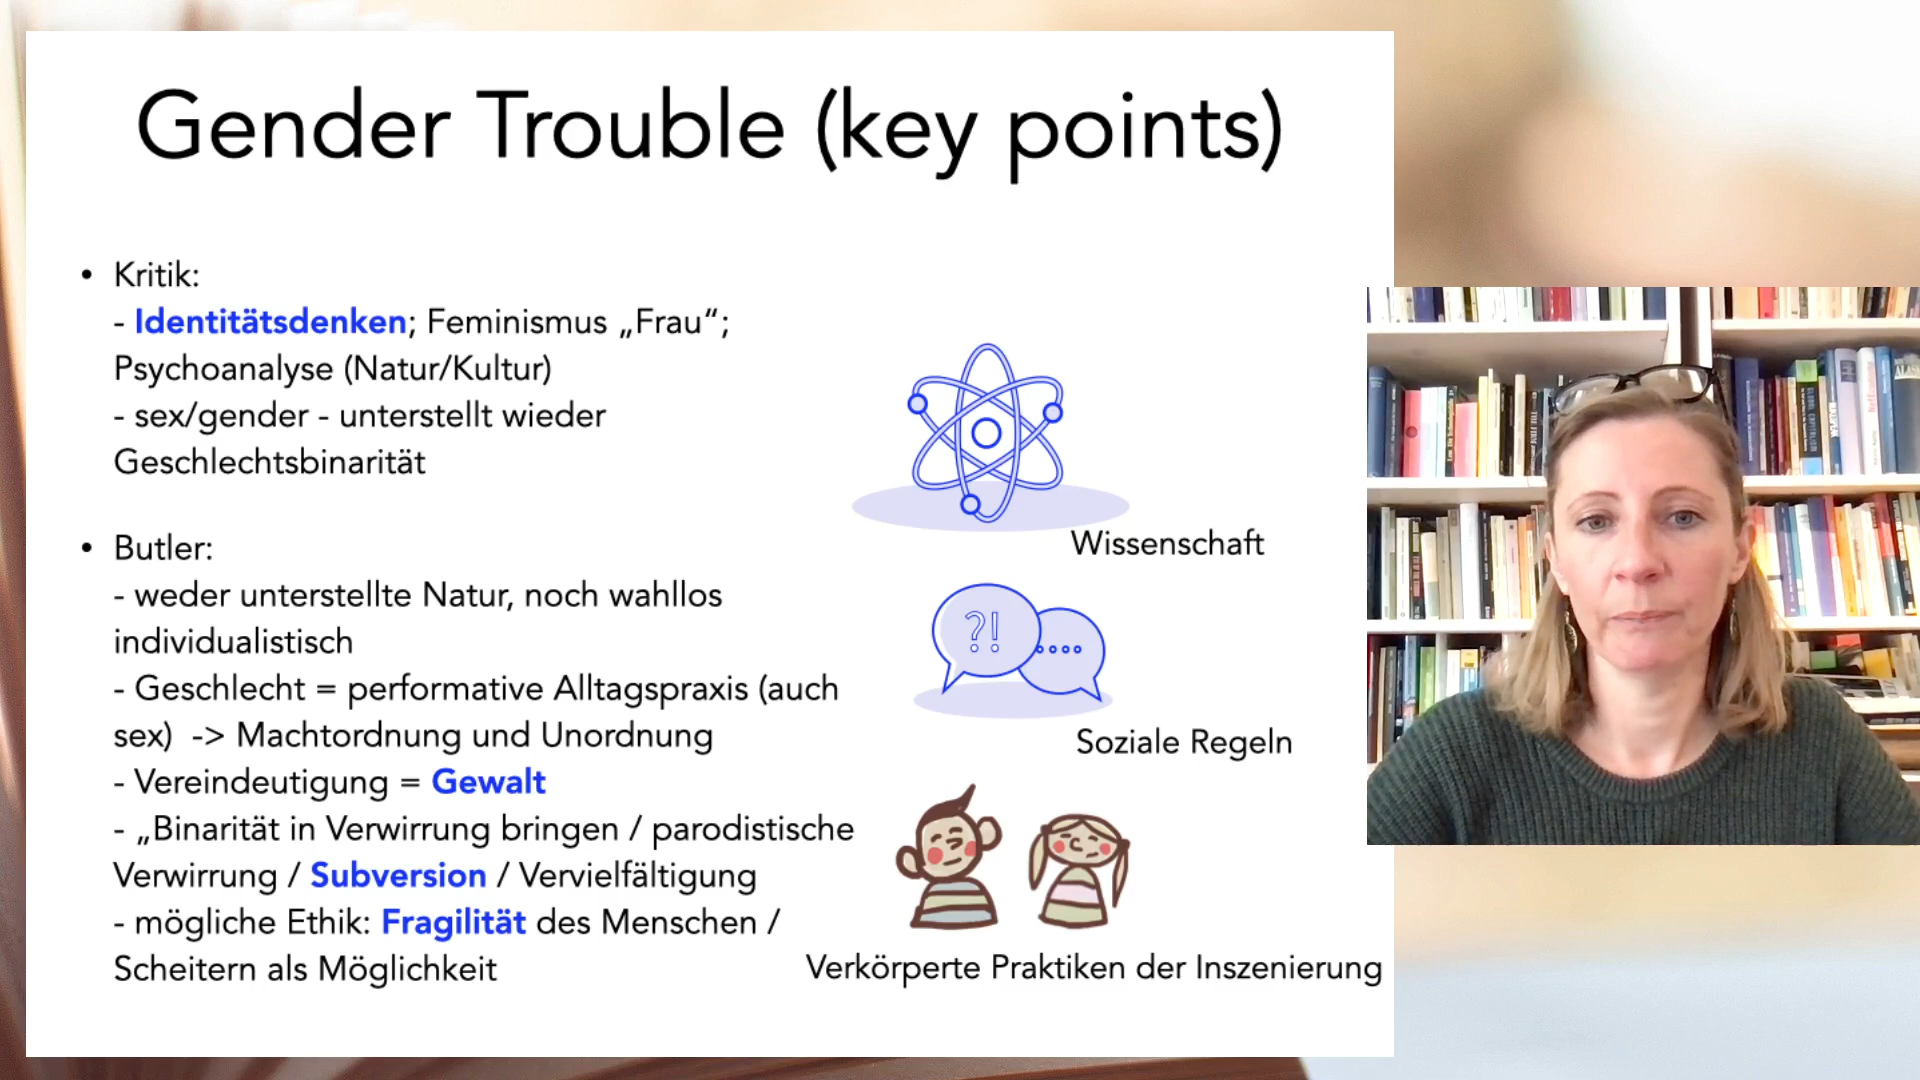 Gender Trouble (key points)
• Kritik:
- Identitätsdenken; Feminismus „Frau“;
Psychoanalyse (Natur/Kultur)
- sex/gender - unterstellt wieder
Geschlechtsbinarität
• Butler:
- weder unterstellte Natur, noch wahllos
individualistisch
- Geschlecht = performative Alltagspraxis (auch
sex) -> Machtordnung und Unordnung
- Vereindeutigung = Gewalt
- „Binarität in Verwirrung bringen / parodistische
Verwirrung / Subversion / Vervielfältigung
- mögliche Ethik: Fragilität des Menschen /
Scheitern als Möglichkeit
Wissenschaft
?!
Soziale Regeln
Verkörperte Praktiken der Inszenierung